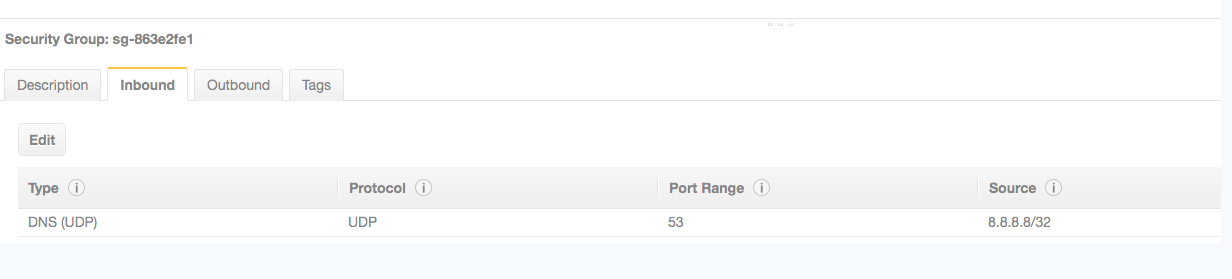 Security Group: sg-863e2fe1
Description Inbound Outbound Tags
Edit
Type Protocol Port Range Source
DNS (UDP) UDP 53 8.8.8.8/32